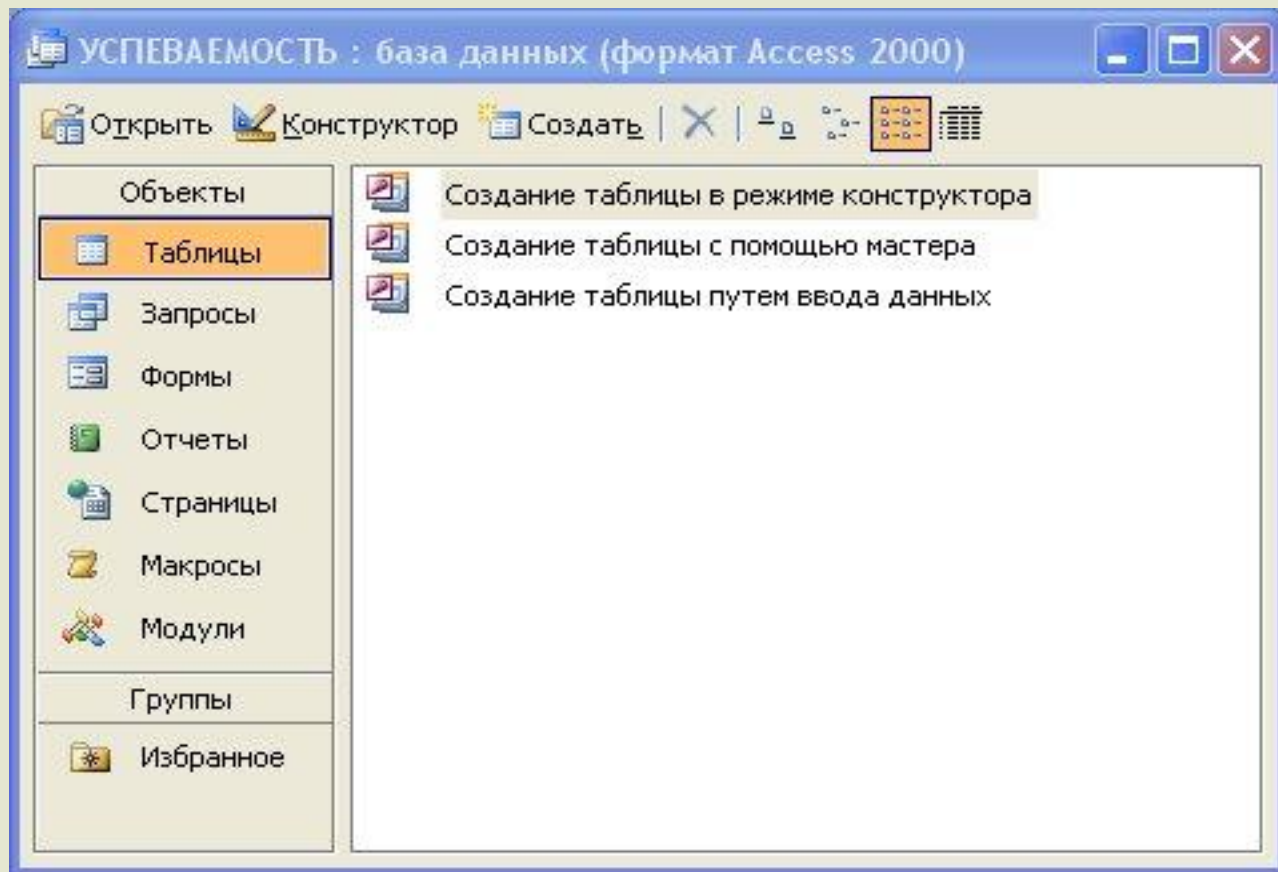 УСПЕВАЕМОСТЬ : база данных (формат Access 2000)
Открыть Конструктор Создать
Объекты
Таблицы
Запросы
Формы
Отчеты
Страницы
Макросы
Модули
Группы
Избранное
Создание таблицы в режиме конструктора
Создание таблицы с помощью мастера
Создание таблицы путем ввода данных